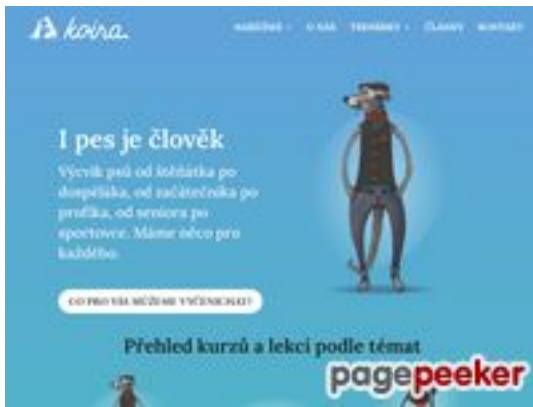 koira.
NABÍZÍME O NÁS TERMÍNKY ČLÁNKY KONTAKT
I pes je člověk
Výcvik psů od štěňátka po
dospěláka, od začátečníka po
profíka, od seniora po
sportovce. Máme něco pro
každého.
CO PRO VÁS MŮŽEME VYČENICHAT?
Přehled kurzů a lekcí podle témat
pagepeeker